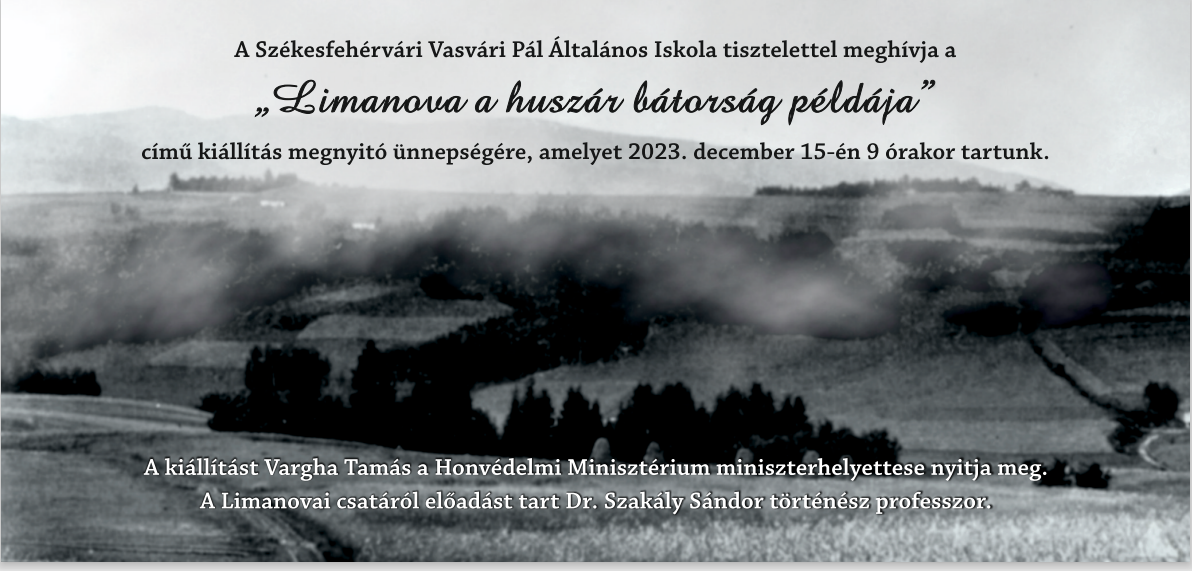 A Székesfehérvári Vasvári Pál Általános Iskola tisztelettel meghívja a
„Limanova a huszár bátorság példája”
című kiállítás megnyitó ünnepségére, amelyet 2023. december 15-én 9 órakor tartunk.
A kiállítást Vargha Tamás a Honvédelmi Minisztérium miniszterhelyettese nyitja meg.
A Limanovai csatáról előadást tart Dr. Szakály Sándor történész professzor.